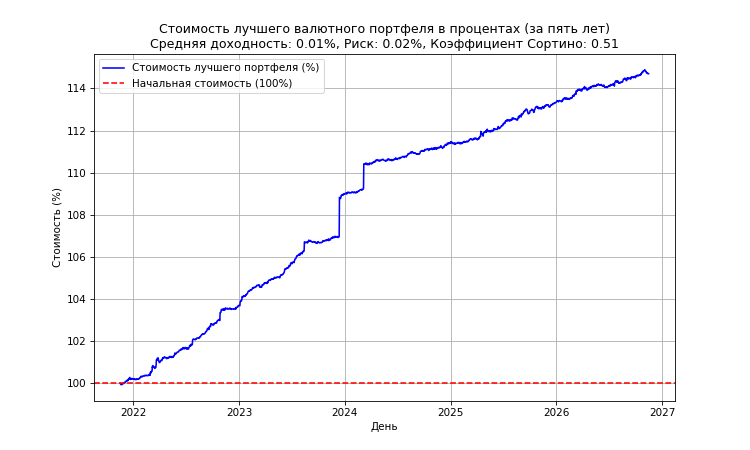 Стоимость лучшего валютного портфеля в процентах (за пять лет)
Средняя доходность: 0.01%, Риск: 0.02%, Коэффициент Сортино: 0.51
Стоимость лучшего портфеля (%)
Начальная стоимость (100%)
Стоимость (%)
114
112
110
108
106
104
102
100
2022 2023 2024 2025 2026 2027
День